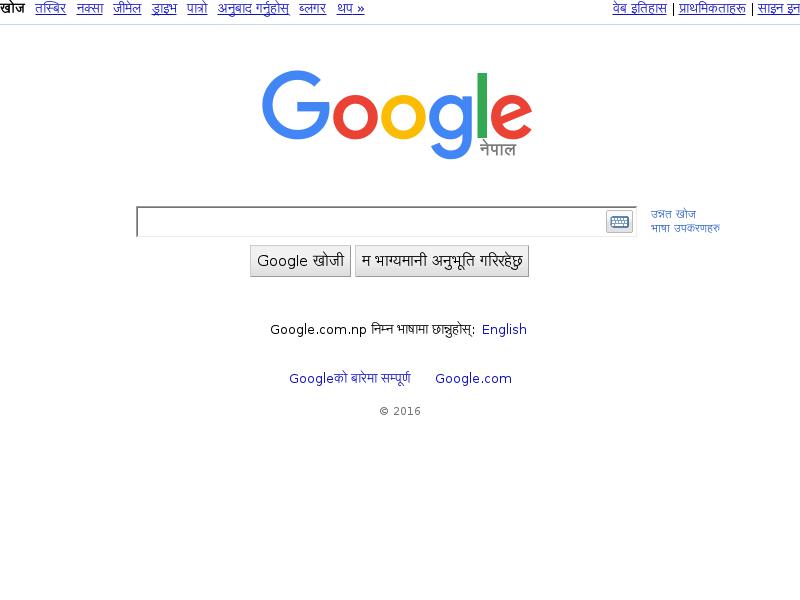 खोज तस्बिर नक्सा जीमेल ड्राइभ पात्रो अनुबाद गर्नुहोस् ब्लगर थप » वेब इतिहास | प्राथमिकताहरू | साइन इन
Google
नेपाल
उन्नत खोज
भाषा उपकरणहरु
Google खोजी म भाग्यमानी अनुभूति गरिरहेछु
Google.com.np निम्न भाषामा छान्नुहोस्: English
Googleको बारेमा सम्पूर्ण Google.com
© 2016